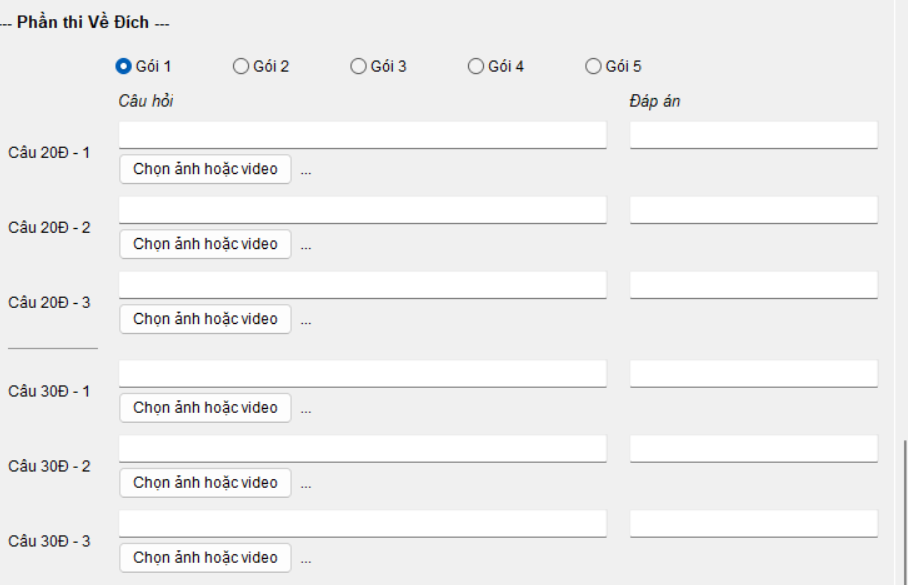 --- Phần thi Về Đích ---
Gói 1 Gói 2 Gói 3 Gói 4 Gói 5
Câu hỏi Đáp án
Câu 20Đ - 1
Chọn ảnh hoặc video ...
Câu 20Đ - 2
Chọn ảnh hoặc video ...
Câu 20Đ - 3
Chọn ảnh hoặc video ...
Câu 30Đ - 1
Chọn ảnh hoặc video ...
Câu 30Đ - 2
Chọn ảnh hoặc video ...
Câu 30Đ - 3
Chọn ảnh hoặc video ...